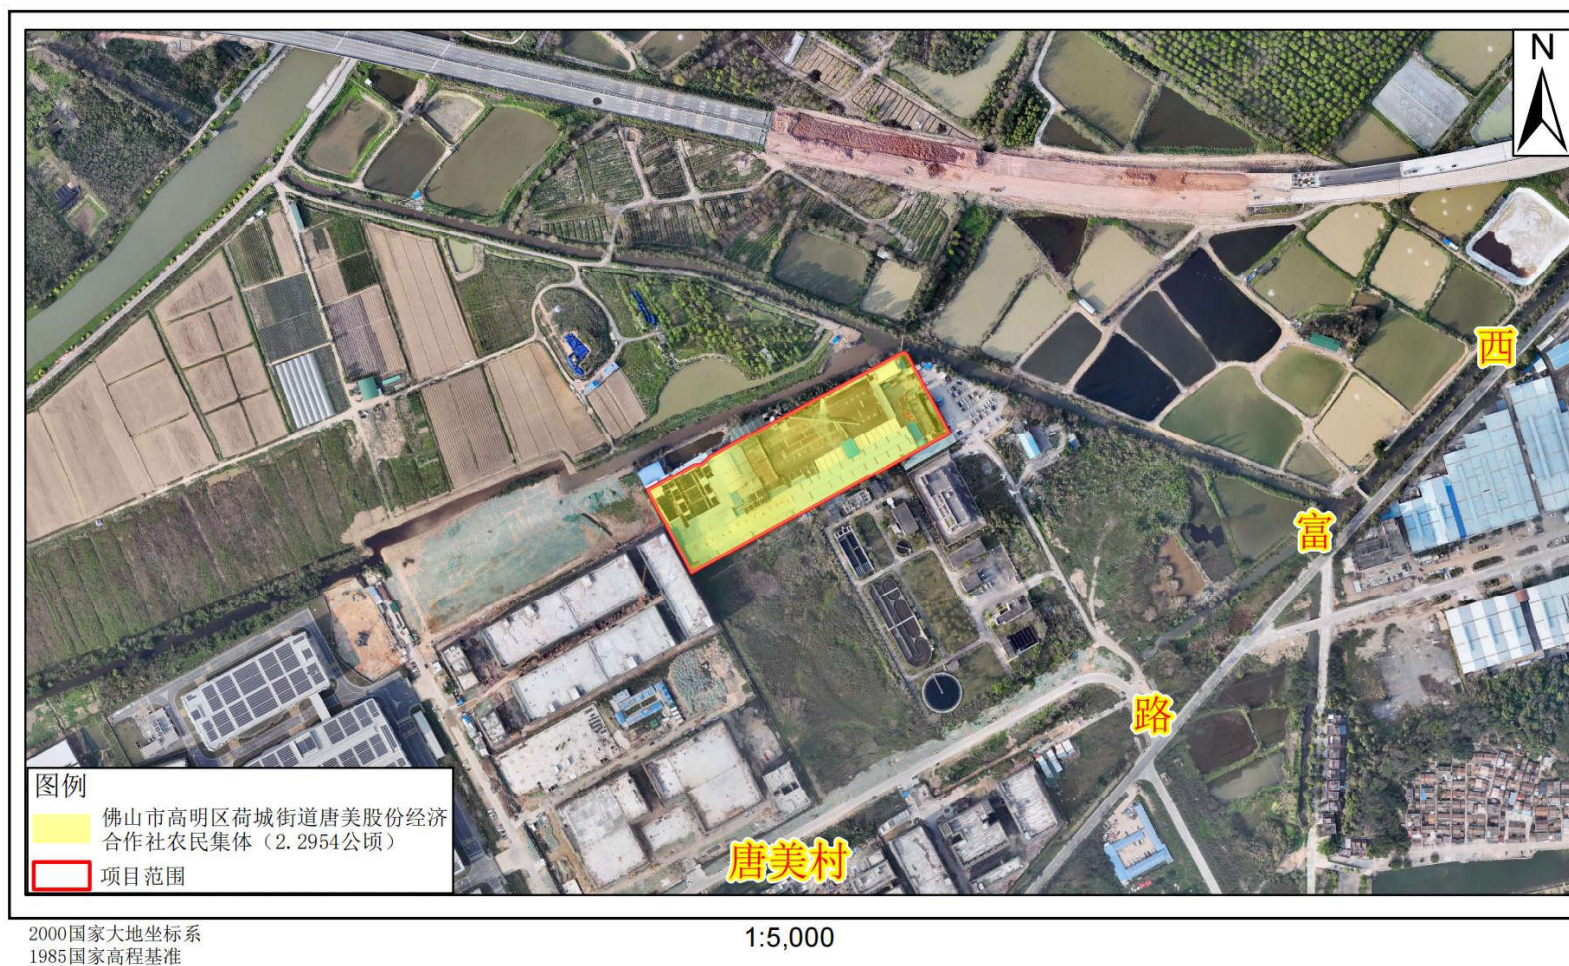 N
西
富
路
唐美村
图例
佛山市高明区荷城街道唐美股份经济
合作社农民集体（2.2954公顷）
项目范围
2000国家大地坐标系
1985国家高程基准
1:5,000